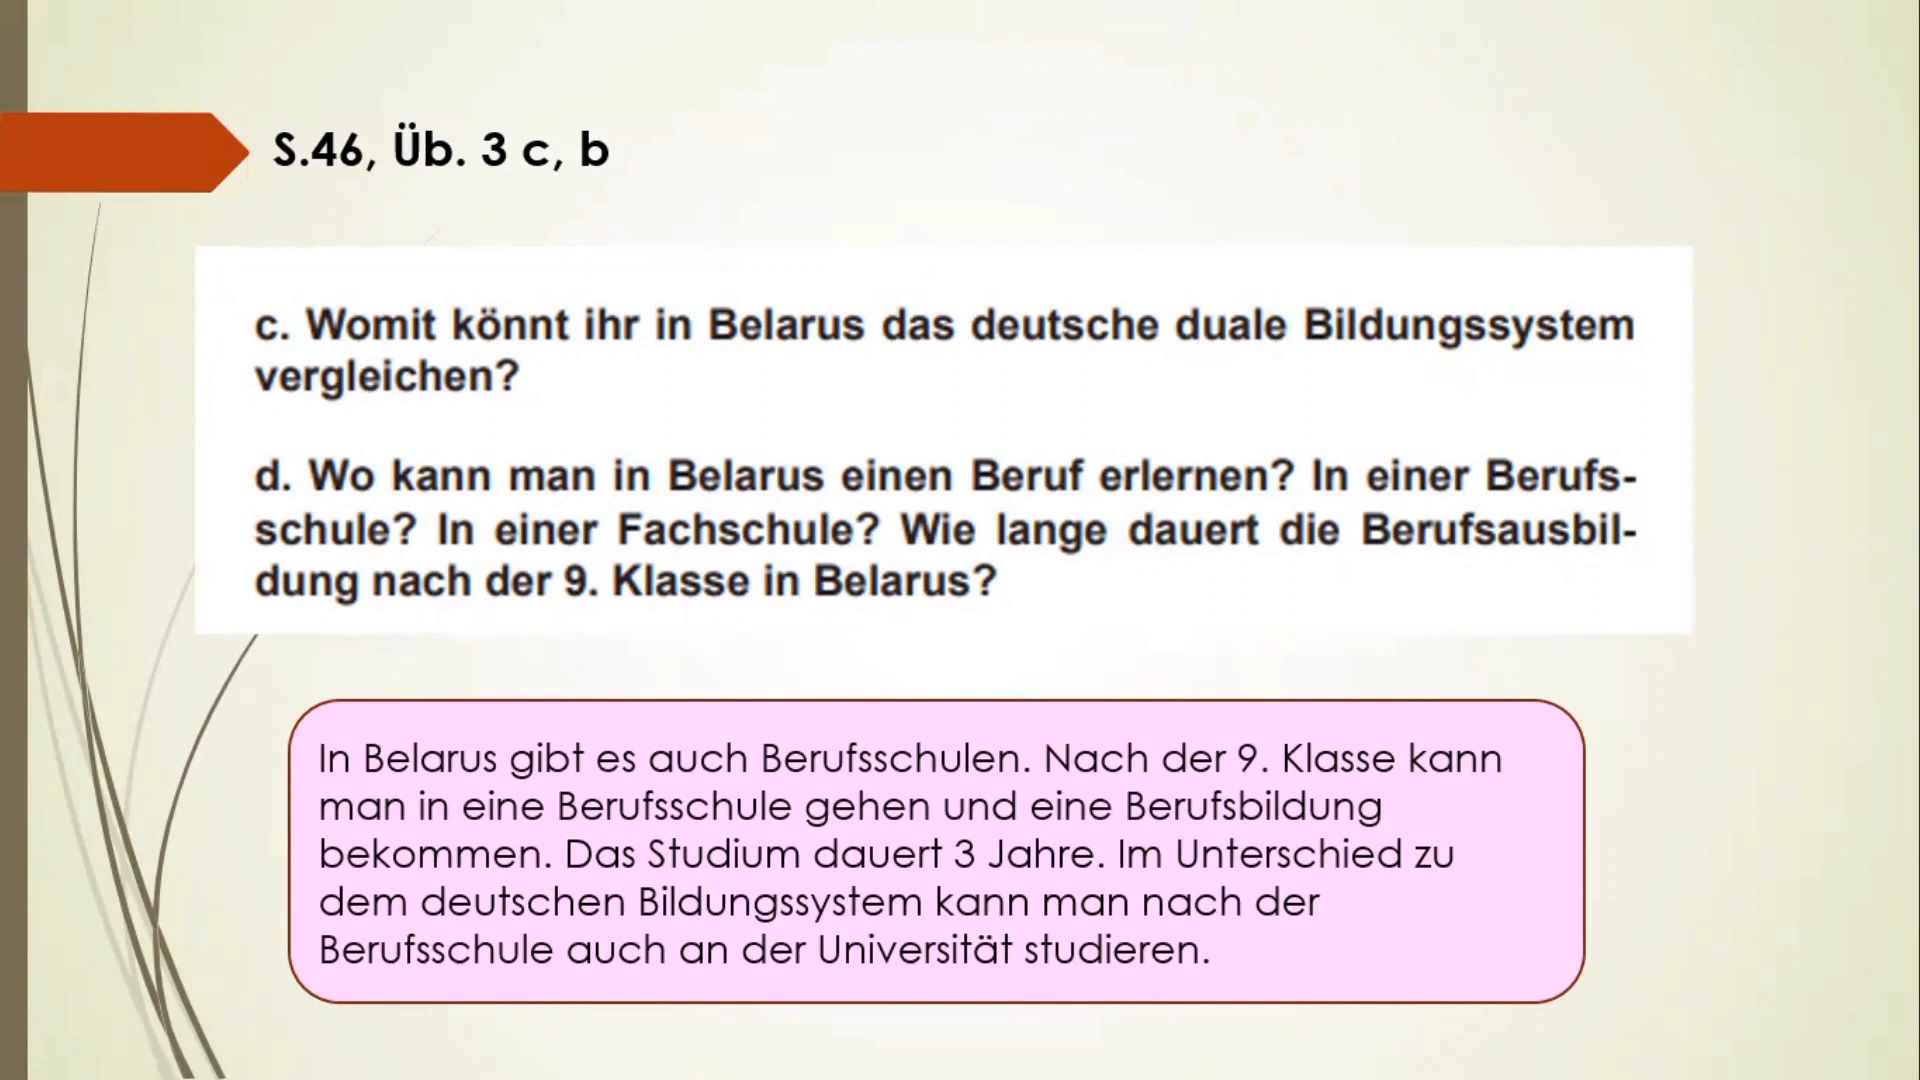 S.46, Üb. 3 c, b
c. Womit könnt ihr in Belarus das deutsche duale Bildungssystem
vergleichen?
d. Wo kann man in Belarus einen Beruf erlernen? In einer Berufs-
schule? In einer Fachschule? Wie lange dauert die Berufsausbil-
dung nach der 9. Klasse in Belarus?
In Belarus gibt es auch Berufsschulen. Nach der 9. Klasse kann
man in eine Berufsschule gehen und eine Berufsbildung
bekommen. Das Studium dauert 3 Jahre. Im Unterschied zu
dem deutschen Bildungssystem kann man nach der
Berufsschule auch an der Universität studieren.